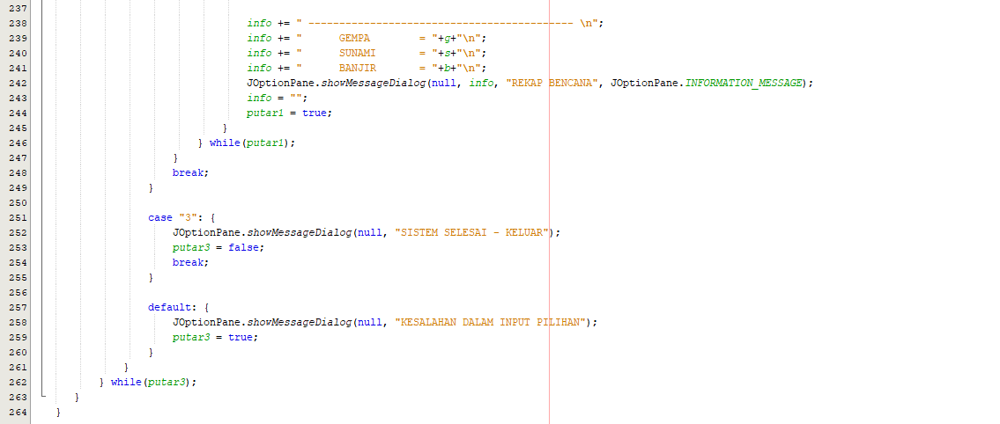 237
238 info += " ------------------------------------------- \n";
239 info += "      GEMPA        = "+g+"\n";
240 info += "      SUNAMI       = "+s+"\n";
241 info += "      BANJIR       = "+b+"\n";
242 JOptionPane.showMessageDialog(null, info, "REKAP BENCANA", JOptionPane.INFORMATION_MESSAGE);
243 info = "";
244 putar1 = true;
245 }
246 } while(putar1);
247 }
248 break;
249 }
250
251 case "3": {
252 JOptionPane.showMessageDialog(null, "SISTEM SELESAI - KELUAR");
253 putar3 = false;
254 break;
255 }
256
257 default: {
258 JOptionPane.showMessageDialog(null, "KESALAHAN DALAM INPUT PILIHAN");
259 putar3 = true;
260 }
261 }
262 } while(putar3);
263 }
264 }